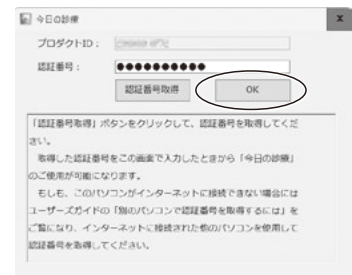 今日の診療
プロダクトID：
認証番号：
●●●●●●●●●●
認証番号取得
OK
「認証番号取得」ボタンをクリックして、認証番号を取得してくだ
さい。
取得した認証番号をこの画面で入力したときから「今日の診療」
のご使用が可能になります。
もしも、このパソコンがインターネットに接続できない場合には
ユーザーズガイドの「別のパソコンで認証番号を取得するには」を
ご覧になり、インターネットに接続された他のパソコンを使用して
認証番号を取得してください。